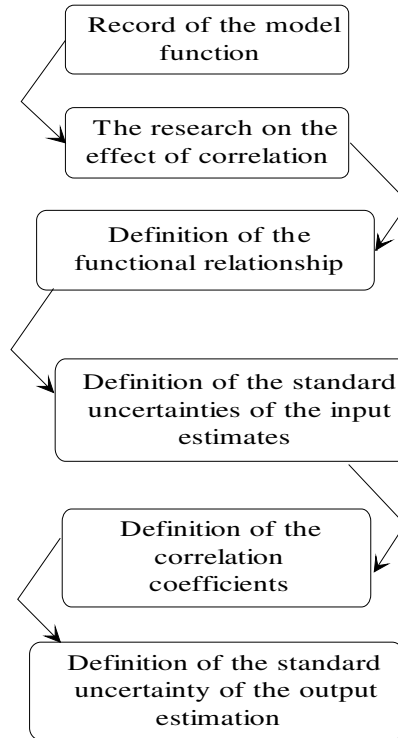 Record of the model
function
The research on the
effect of correlation
Definition of the
functional relationship
Definition of the standard
uncertainties of the input
estimates
Definition of the
correlation
coefficients
Definition of the standard
uncertainty of the output
estimation